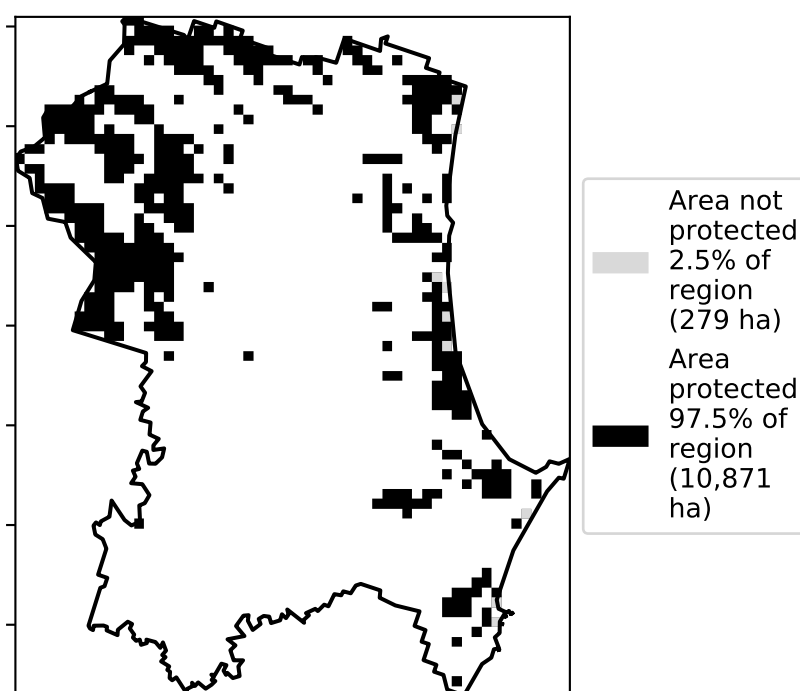 Area not
protected
2.5% of
region
(279 ha)
Area
protected
97.5% of
region
(10,871
ha)